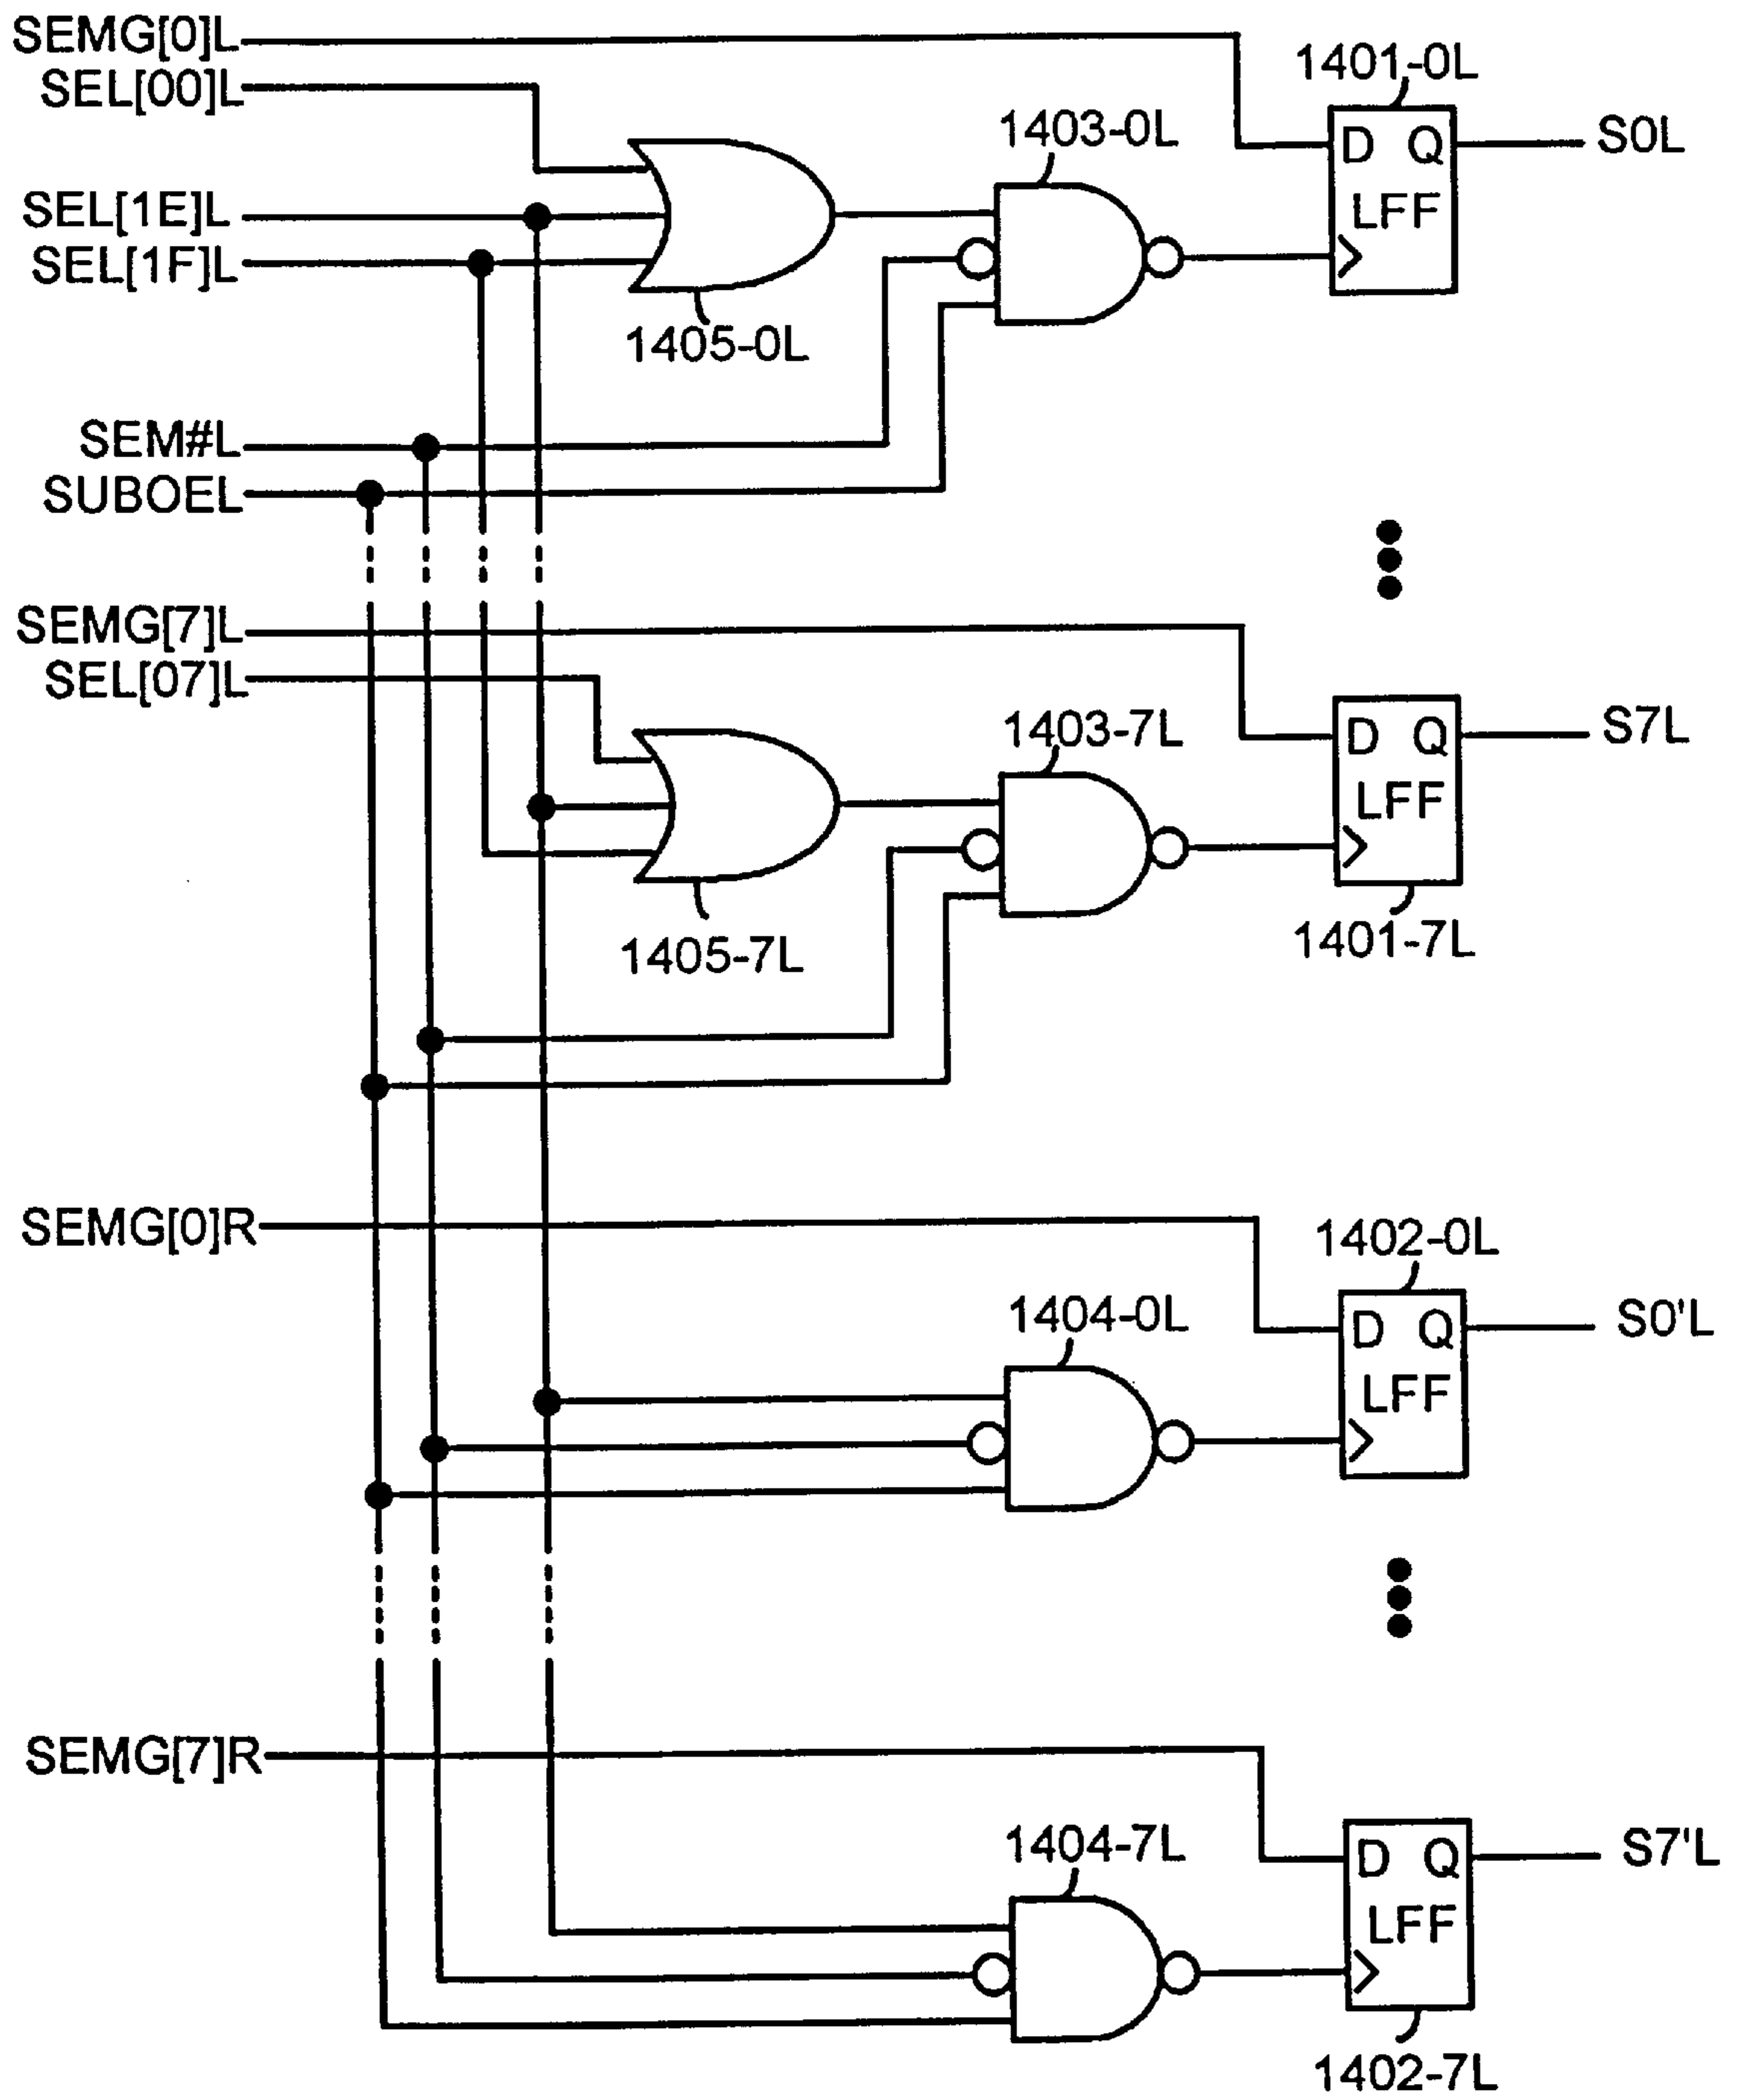 SEMG[0]L
SEL[00]L
1401-0L
1403-0L
D Q
S0L
SEL[1E]L
LFF
SEL[1F]L
1405-0L
SEM#L
SUBOEL
SEMG[7]L
SEL[07]L
1403-7L
D Q
S7L
LFF
1405-7L
1401-7L
SEMG[0]R
1402-0L
1404-0L
D Q
S0'L
LFF
SEMG[7]R
1404-7L
D Q
S7'L
LFF
1402-7L